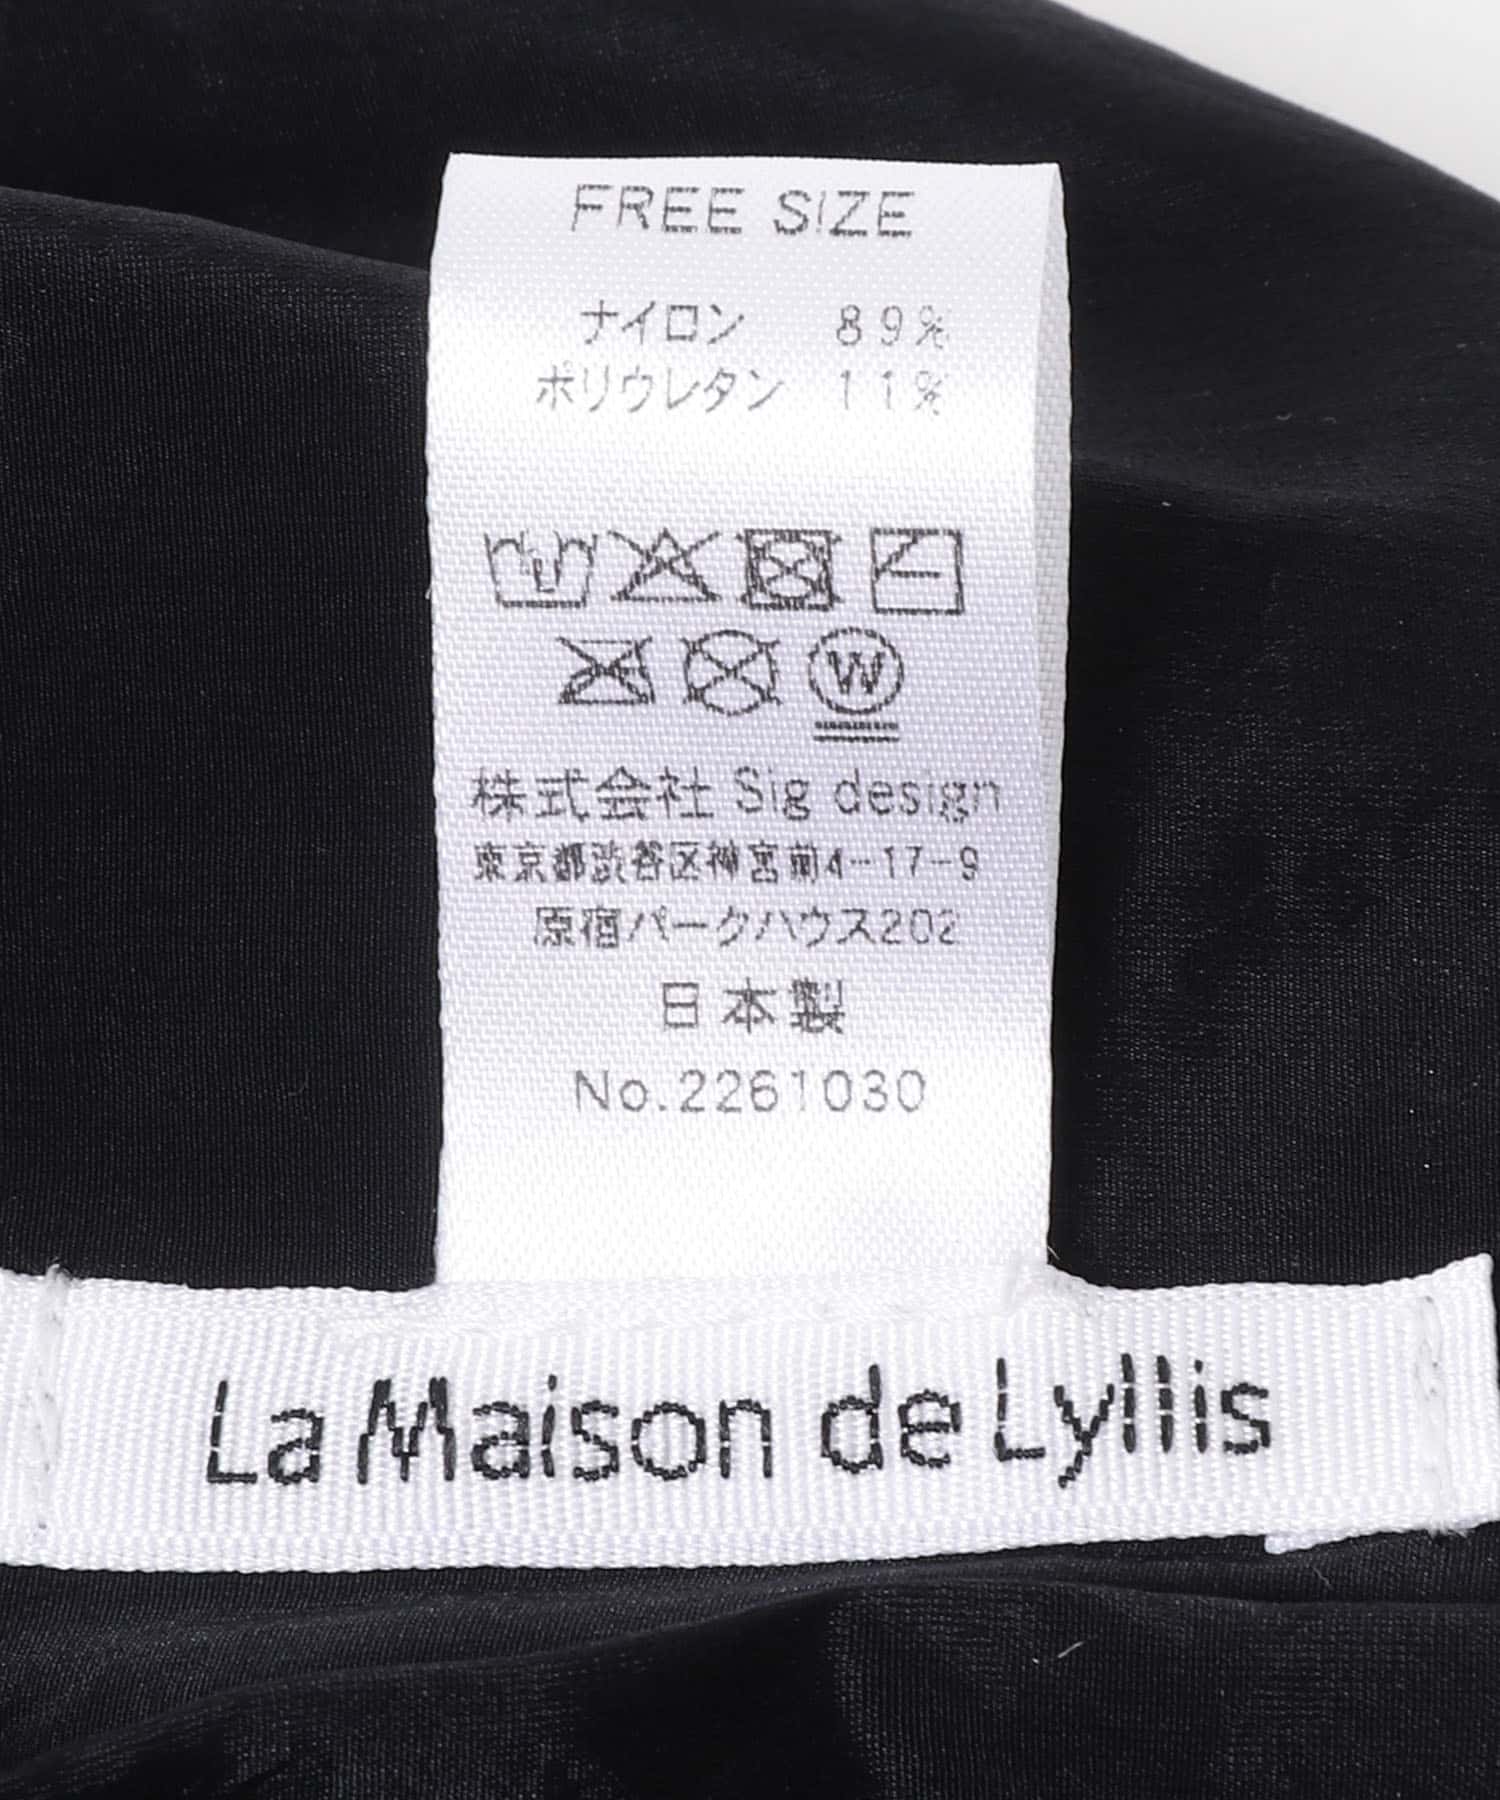 FREE SIZE
ナイロン 89%
ポリウレタン 11%
W
株式会社 Sig design
東京都渋谷区神宮前4-17-9
原宿パークハウス202
日本製
No.2261030
La Maison de Lyllis